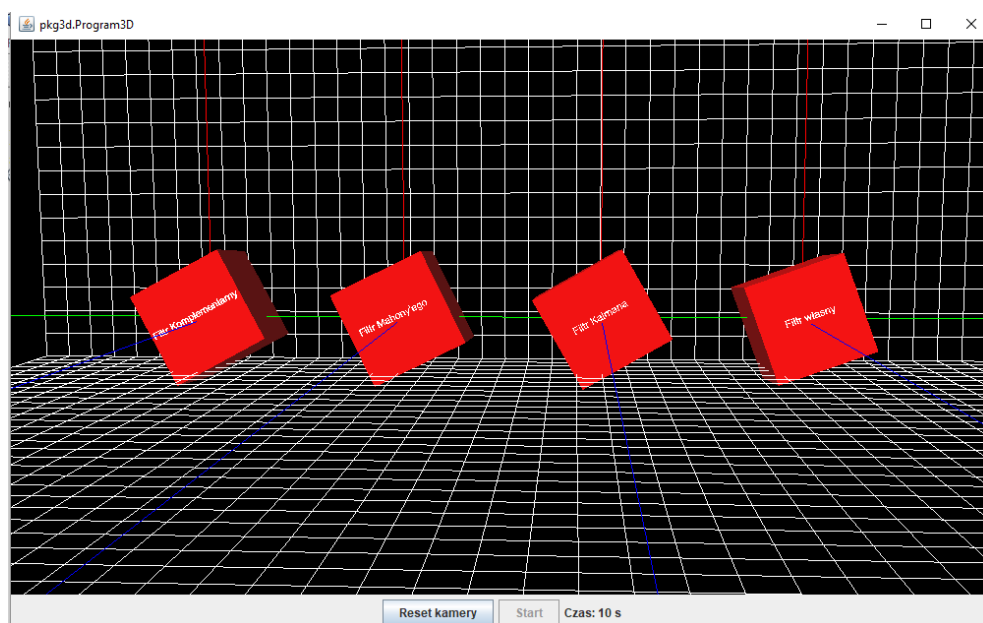 pkg3d.Program3D
Filtr Komplementarny
Filtr Mahony'ego
Filtr Kalmana
Filtr własny
Reset kamery
Start
Czas: 10 s